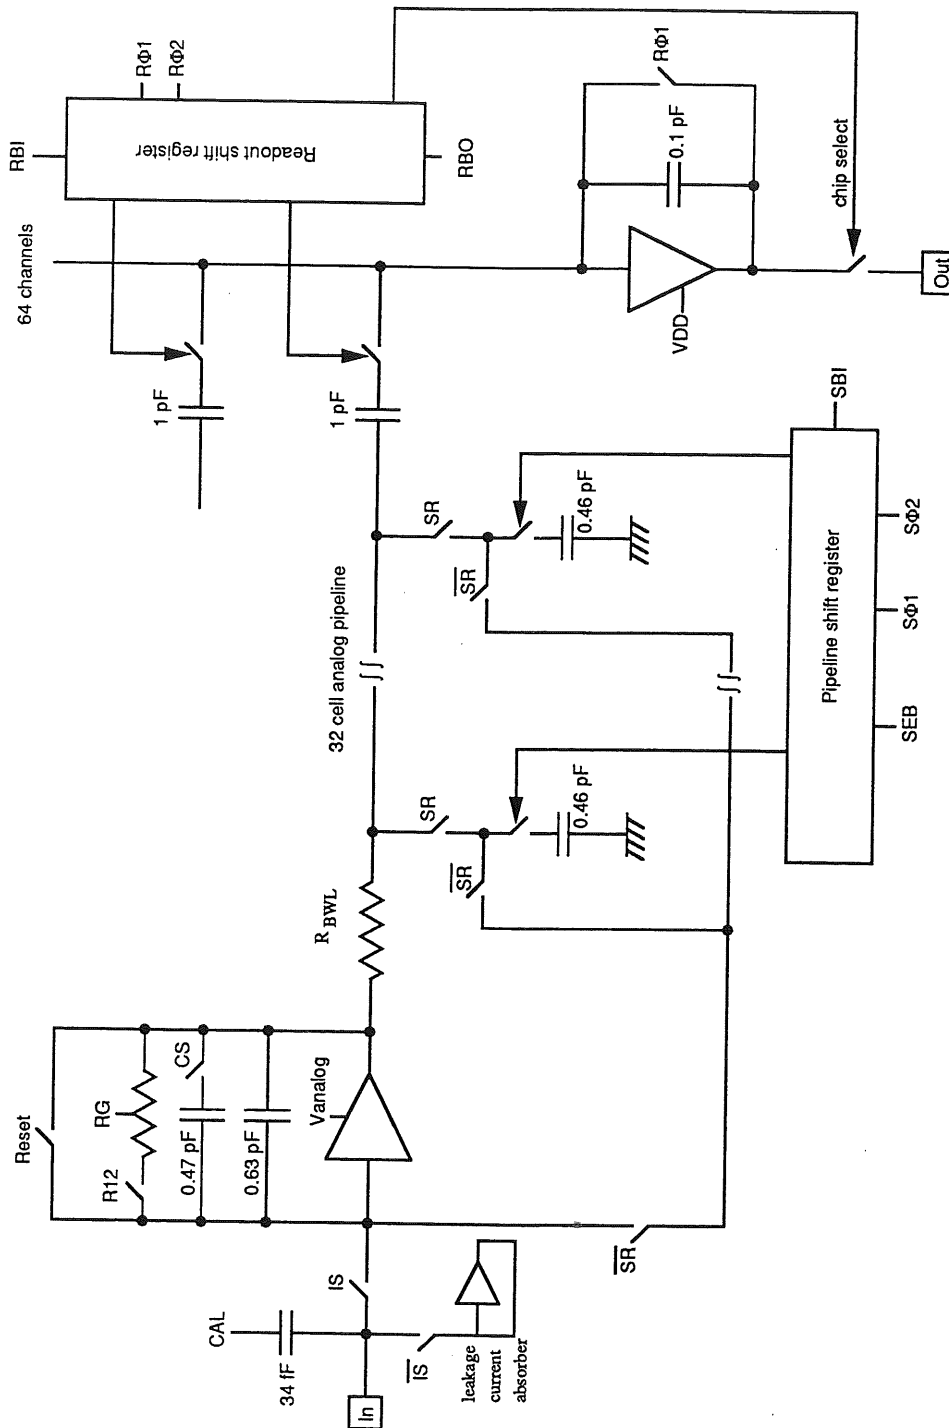 In
34 fF
CAL
IS
IS
leakage
current
absorber
Reset
R12
RG
0.47 pF
CS
0.63 pF
Vanalog
SR
R BWL
32 cell analog pipeline
SR
SR
0.46 pF
SR
SR
0.46 pF
Pipeline shift register
SEB
SΦ1
SΦ2
SBI
64 channels
1 pF
1 pF
RBI
Readout shift register
RΦ1
RΦ2
RBO
VDD
0.1 pF
RΦ1
chip select
Out